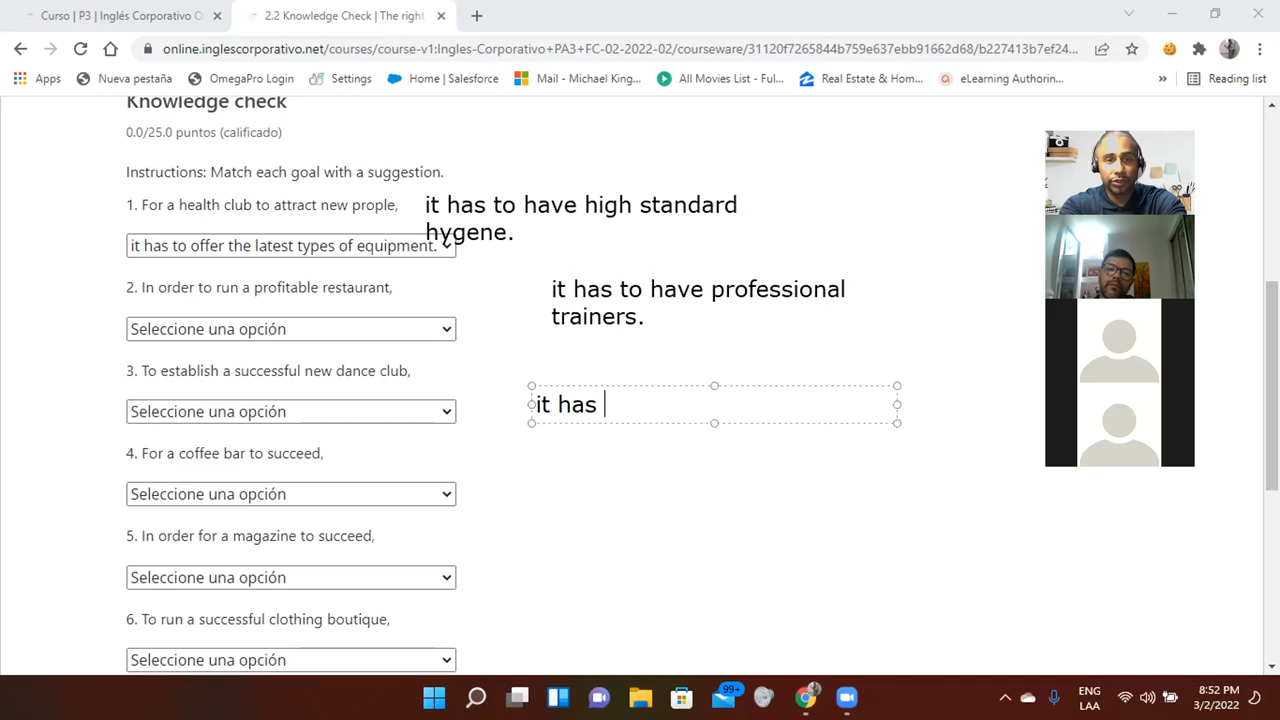 Curso | P3 | Inglés Corporativo O
2.2 Knowledge Check | The right
online.inglescorporativo.net/courses/course-v1:Ingles-Corporativo+PA3+FC-02-2022-02/courseware/31120f7265844b759e637ebb91662d68/b227413b7ef24...
Apps
Nueva pestaña
OmegaPro Login
Settings
Home | Salesforce
Mail - Michael King...
All Movies List - Ful...
Real Estate & Hom...
eLearning Authorin...
»
Reading list
Knowledge check
0.0/25.0 puntos (calificado)
Instructions: Match each goal with a suggestion.
1. For a health club to attract new prople,
it has to have high standard
hygene.
it has to offer the latest types of equipment.
2. In order to run a profitable restaurant,
it has to have professional
trainers.
Seleccione una opción
3. To establish a successful new dance club,
it has
Seleccione una opción
4. For a coffee bar to succeed,
Seleccione una opción
5. In order for a magazine to succeed,
Seleccione una opción
6. To run a successful clothing boutique,
Seleccione una opción
99+
ENG
LAA
8:52 PM
3/2/2022